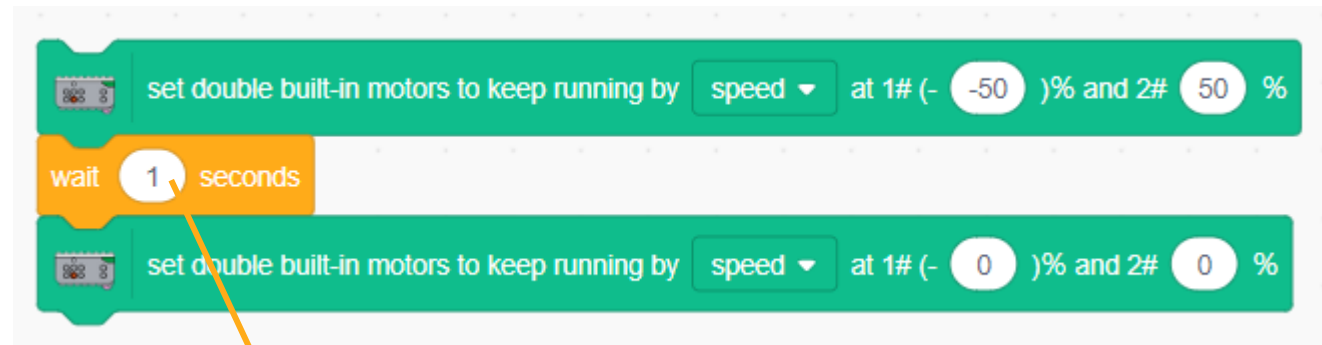 set double built-in motors to keep running by speed at 1# (- -50 )% and 2# 50 %
wait 1 seconds
set double built-in motors to keep running by speed at 1# (- 0 )% and 2# 0 %